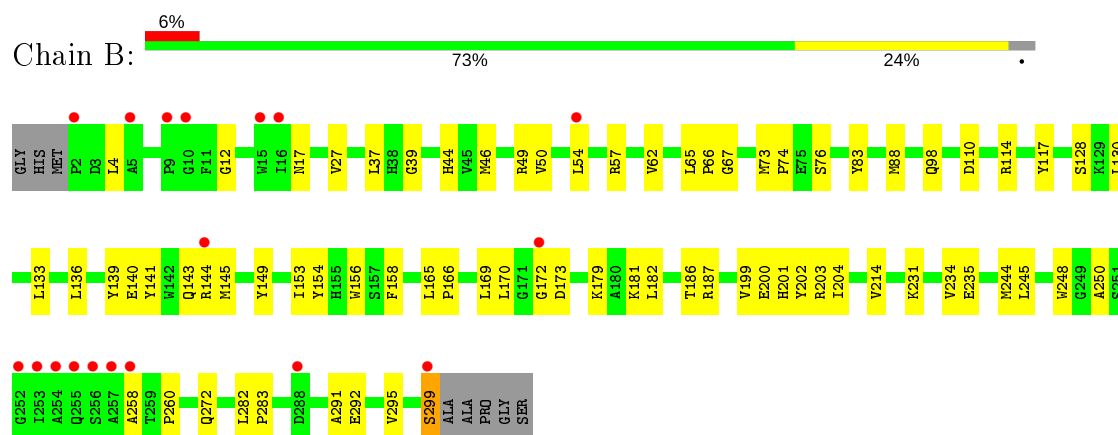 6%
Chain B:
73% 24% •
GLY HIS MET P2 D3 L4 A5 P9 G10 F11 G12 W15 I16 N17 V27 L37 H38 G39 H44 V45 M46 R49 V50 L54 R57 V62 L65 P66 G67 M73 P74 E75 S76 Y83 M88 Q98 D110 R114 Y117 S128 K129 L130
L133 L136 Y139 E140 Y141 W142 Q143 R144 M145 Y149 I153 Y154 H155 W156 S157 F158 L165 P166 L169 L170 G171 G172 D173 K179 A180 K181 L182 T186 R187 V199 E200 H201 Y202 R203 I204 V214 K231 V234 E235 M244 L245 W248 G249 A250 S251
G252 I253 A254 Q255 S256 A257 A258 T259 P260 Q272 L282 P283 D288 A291 E292 V295 S299 ALA ALA PRO GLY SER